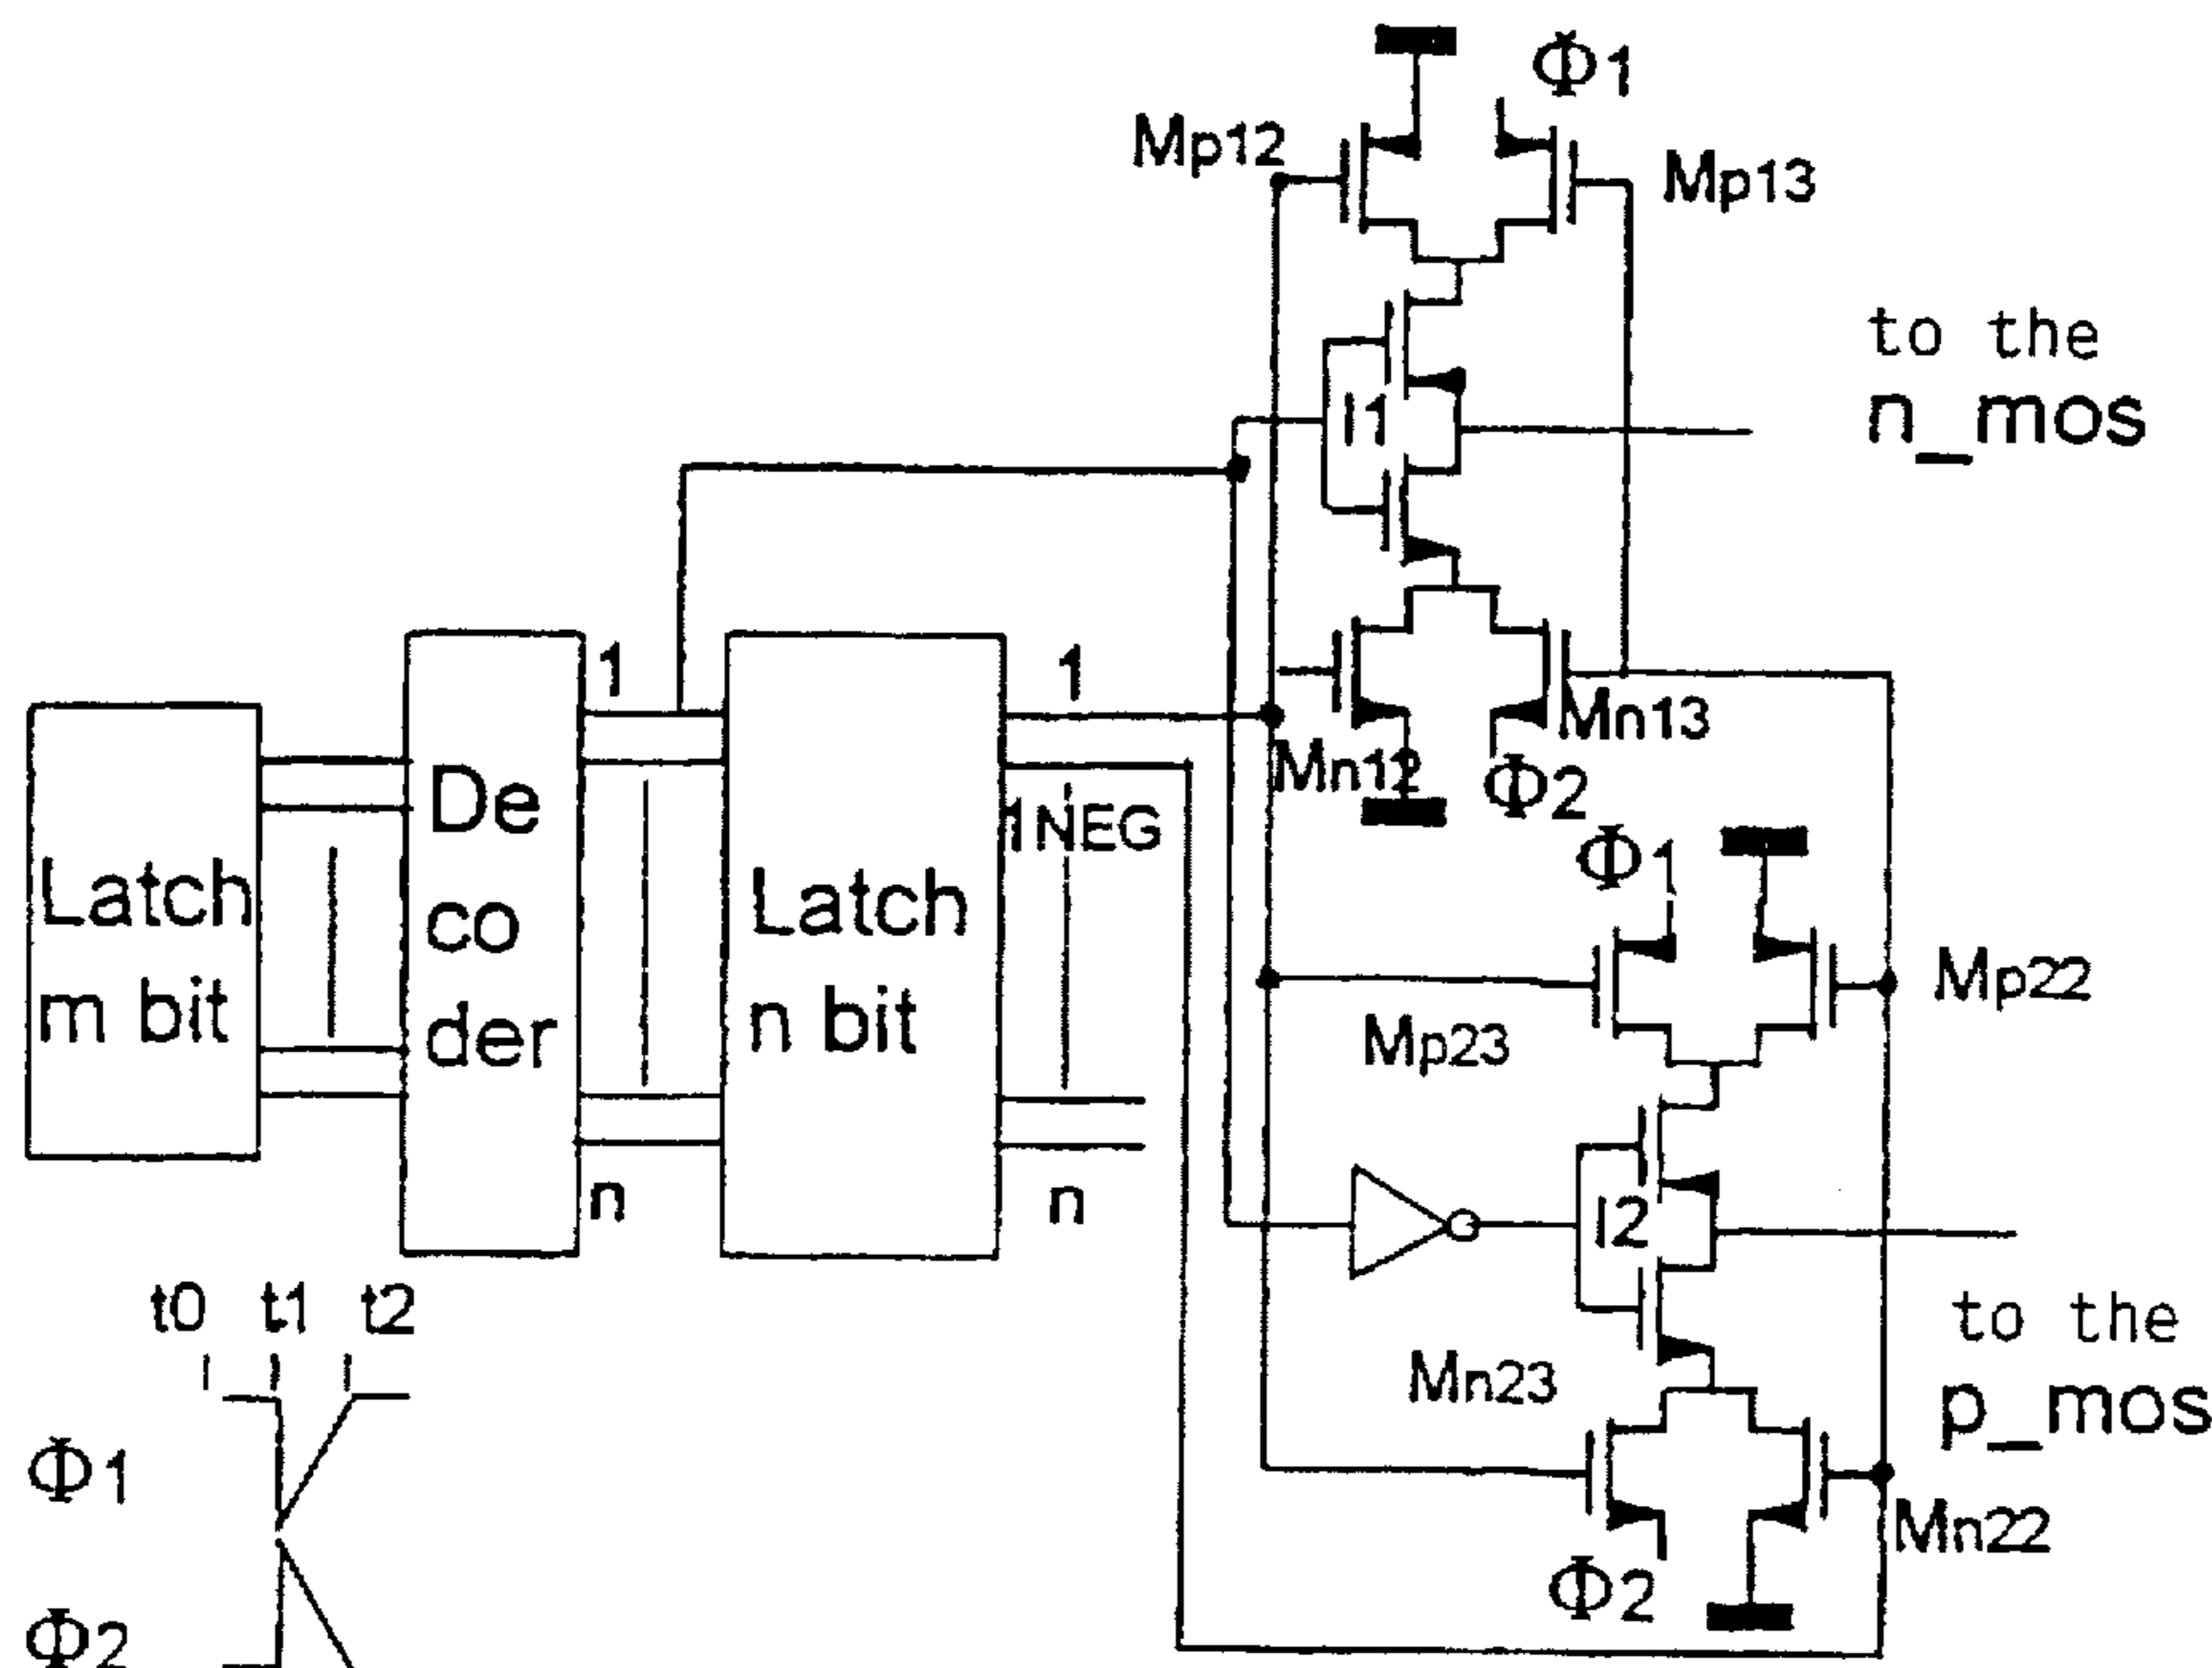 Φ1
Mp12
Mp13
to the
n_mos
I1
1
1
Mn13
Mn12
Φ2
1NEG
De
co
der
Latch
m bit
Latch
n bit
Φ1
Mp22
Mp23
n
n
I2
t0 t1 t2
to the
p_mos
Mn23
Φ1
Mn22
Φ2
Φ2